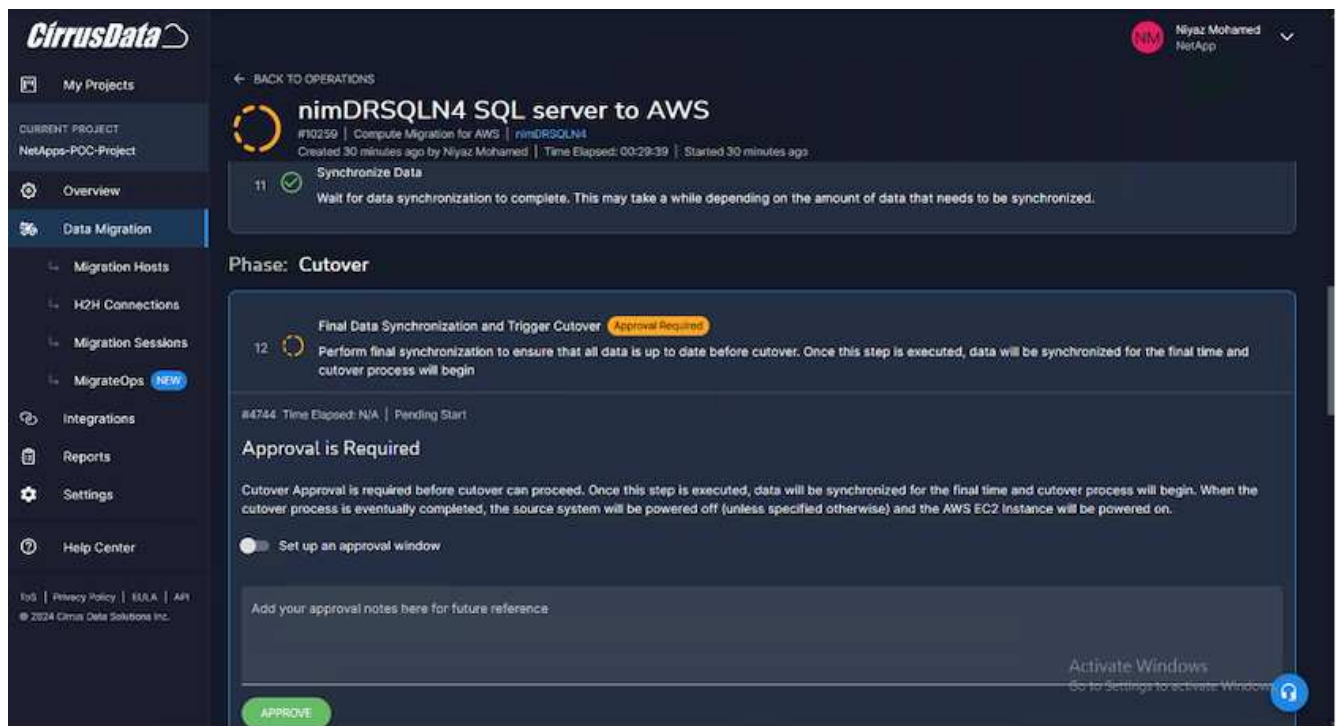 CirrusData
NM
Niyaz Mohamed
NetApp
My Projects
CURRENT PROJECT
NetApps-POC-Project
Overview
Data Migration
Migration Hosts
H2H Connections
Migration Sessions
MigrateOps NEW
Integrations
Reports
Settings
Help Center
ToS | Privacy Policy | EULA | API
© 2024 Cirrus Data Solutions Inc.
← BACK TO OPERATIONS
nimDRSQLN4 SQL server to AWS
#10259 | Compute Migration for AWS | nimDRSQLN4
Created 30 minutes ago by Niyaz Mohamed | Time Elapsed: 00:29:39 | Started 30 minutes ago
Synchronize Data
11
Wait for data synchronization to complete. This may take a while depending on the amount of data that needs to be synchronized.
Phase: Cutover
Final Data Synchronization and Trigger Cutover Approval Required
12
Perform final synchronization to ensure that all data is up to date before cutover. Once this step is executed, data will be synchronized for the final time and
cutover process will begin
#4744 Time Elapsed: N/A | Pending Start
Approval is Required
Cutover Approval is required before cutover can proceed. Once this step is executed, data will be synchronized for the final time and cutover process will begin. When the
cutover process is eventually completed, the source system will be powered off (unless specified otherwise) and the AWS EC2 Instance will be powered on.
Set up an approval window
Add your approval notes here for future reference
Activate Windows
Go to Settings to activate Window
APPROVE